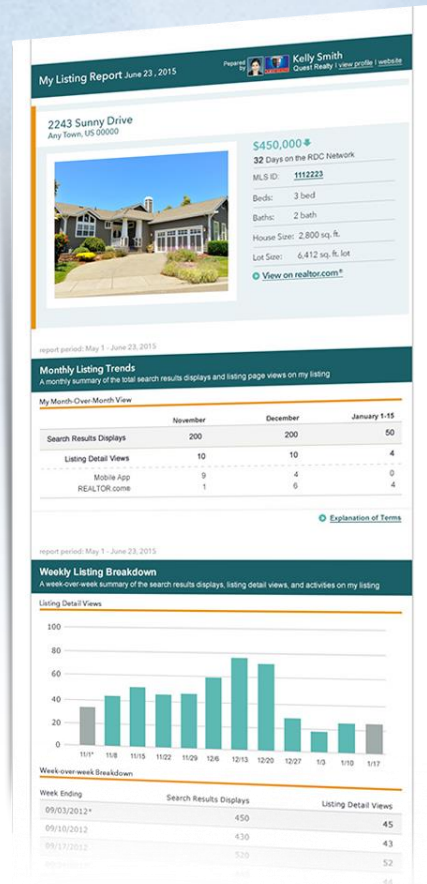 My Listing Report June 23, 2015
Prepared by
Kelly Smith
Quest Realty | view profile | website
2243 Sunny Drive
Any Town, US 00000
$450,000
32 Days on the RDC Network
MLS ID: 1112223
Beds: 3 bed
Baths: 2 bath
House Size: 2,800 sq. ft.
Lot Size: 6,412 sq. ft. lot
View on realtor.com®
report period: May 1 - June 23, 2015
Monthly Listing Trends
A monthly summary of the total search results displays and listing page views on my listing
My Month-Over-Month View
November December January 1-15
Search Results Displays 200 200 50
Listing Detail Views 10 10 4
Mobile App 9 4 0
REALTOR.come 1 6 4
Explanation of Terms
report period: May 1 - June 23, 2015
Weekly Listing Breakdown
A week-over-week summary of the search results displays, listing detail views, and activities on my listing
Listing Detail Views
100
80
60
40
20
0
11/1* 11/8 11/15 11/22 11/29 12/6 12/13 12/20 12/27 1/3 1/10 1/17
Week-over-week Breakdown
Week Ending Search Results Displays Listing Detail Views
09/03/2012* 450 45
09/10/2012 430 43
09/17/2012 520 52
44